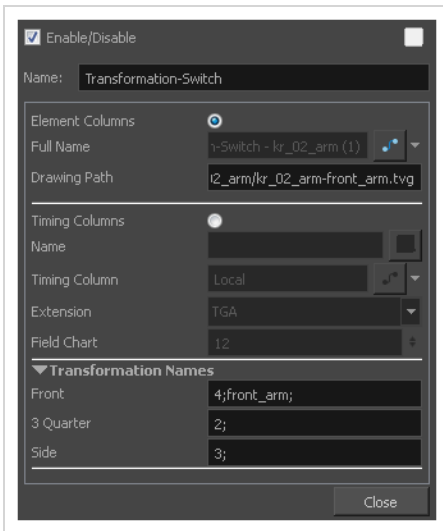 Enable/Disable
Name: Transformation-Switch
Element Columns
Full Name n-Switch - kr_02_arm (1)
Drawing Path 02_arm/kr_02_arm-front_arm.tvg
Timing Columns
Name
Timing Column Local
Extension TGA
Field Chart 12
Transformation Names
Front 4;front_arm;
3 Quarter 2;
Side 3;
Close